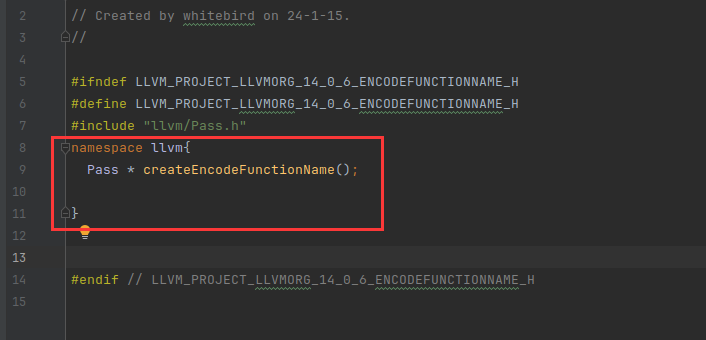 2 // Created by whitebird on 24-1-15.
3 //
4
5 #ifndef LLVM_PROJECT_LLVMORG_14_0_6_ENCODEFUNCTIONNAME_H
6 #define LLVM_PROJECT_LLVMORG_14_0_6_ENCODEFUNCTIONNAME_H
7 #include "llvm/Pass.h"
8 namespace llvm{
9 Pass * createEncodeFunctionName();
10
11 }
12
13
14 #endif // LLVM_PROJECT_LLVMORG_14_0_6_ENCODEFUNCTIONNAME_H
15